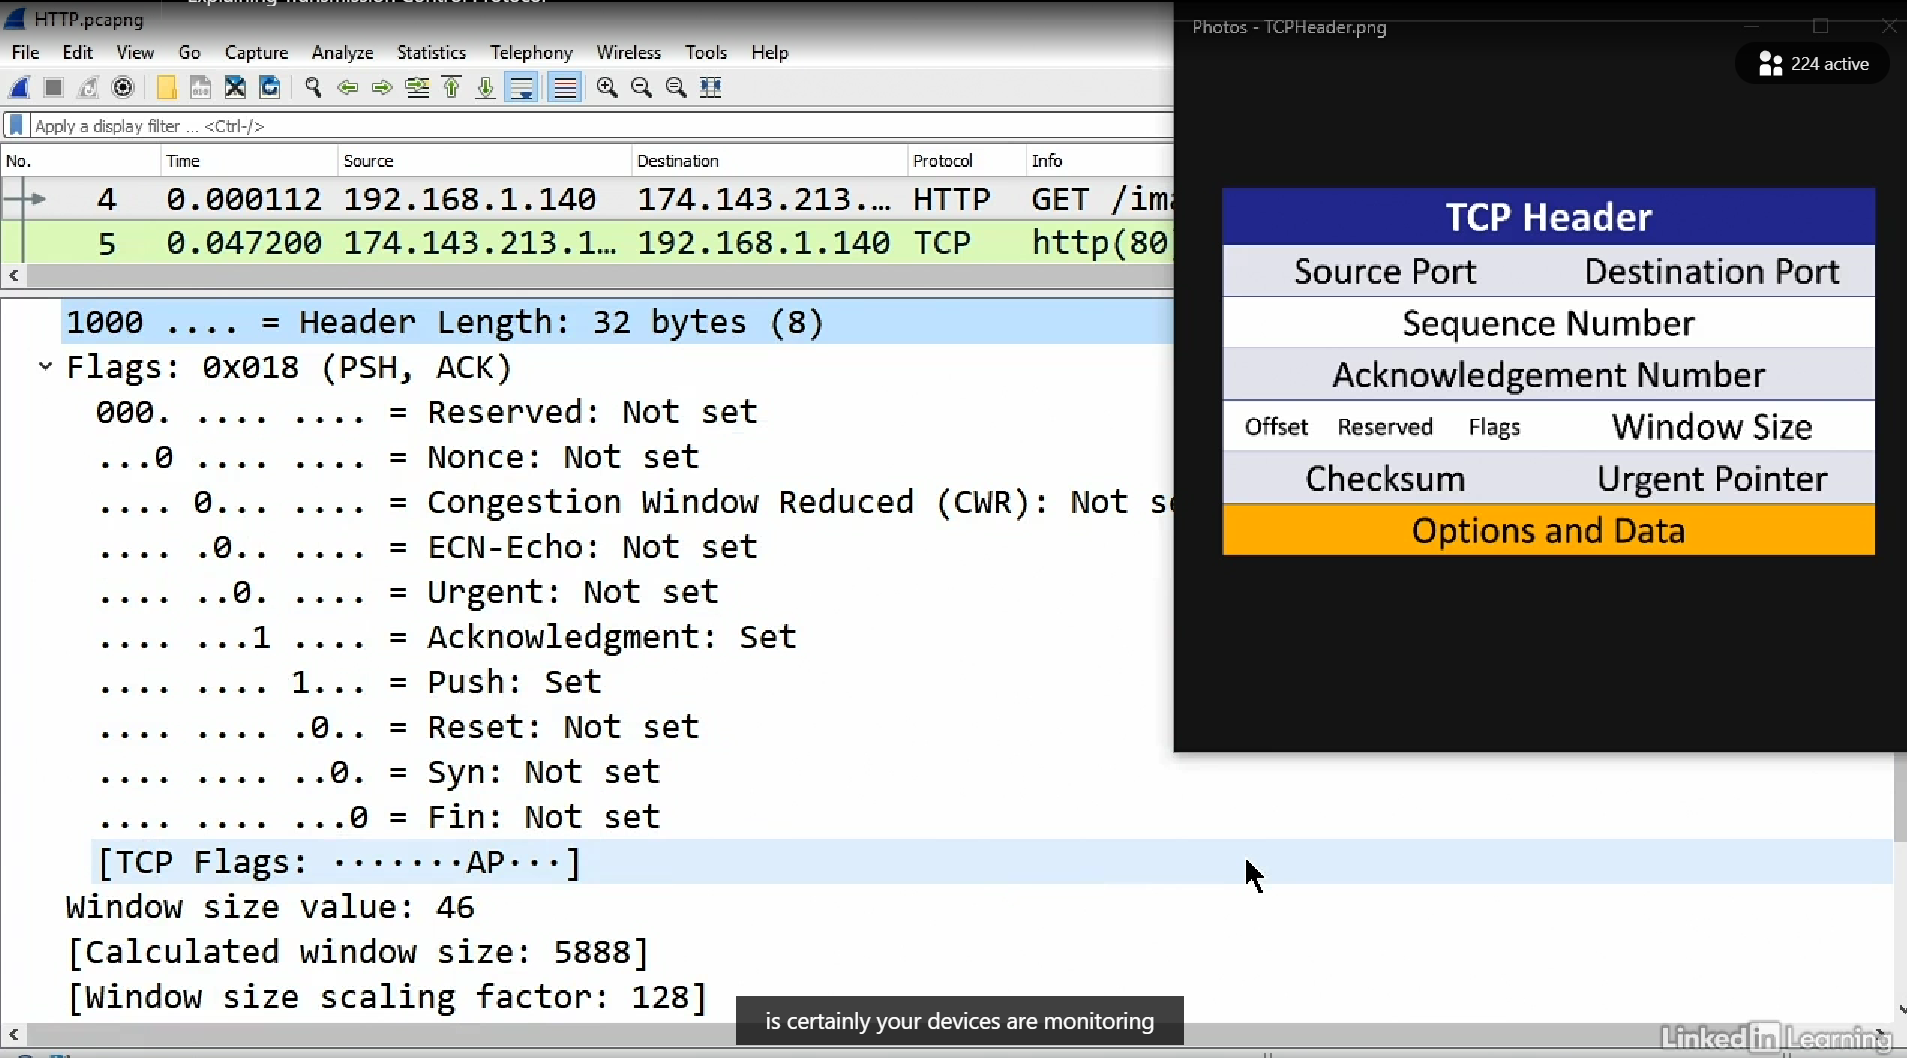 Explaining Transmission Control Protocol
HTTP.pcapng
File Edit View Go Capture Analyze Statistics Telephony Wireless Tools Help
Apply a display filter ... <Ctrl-/>
No. Time Source Destination Protocol Info
4 0.000112 192.168.1.140 174.143.213.… HTTP GET /ima
5 0.047200 174.143.213.1… 192.168.1.140 TCP http(80)
1000 .... = Header Length: 32 bytes (8)
Flags: 0x018 (PSH, ACK)
000. .... .... = Reserved: Not set
...0 .... .... = Nonce: Not set
.... 0... .... = Congestion Window Reduced (CWR): Not se
.... .0.. .... = ECN-Echo: Not set
.... ..0. .... = Urgent: Not set
.... ...1 .... = Acknowledgment: Set
.... .... 1... = Push: Set
.... .... .0.. = Reset: Not set
.... .... ..0. = Syn: Not set
.... .... ...0 = Fin: Not set
[TCP Flags: ·······AP···]
Window size value: 46
[Calculated window size: 5888]
[Window size scaling factor: 128]
Photos - TCPHeader.png
224 active
TCP Header
Source Port Destination Port
Sequence Number
Acknowledgement Number
Offset Reserved Flags Window Size
Checksum Urgent Pointer
Options and Data
is certainly your devices are monitoring
LinkedIn Learning